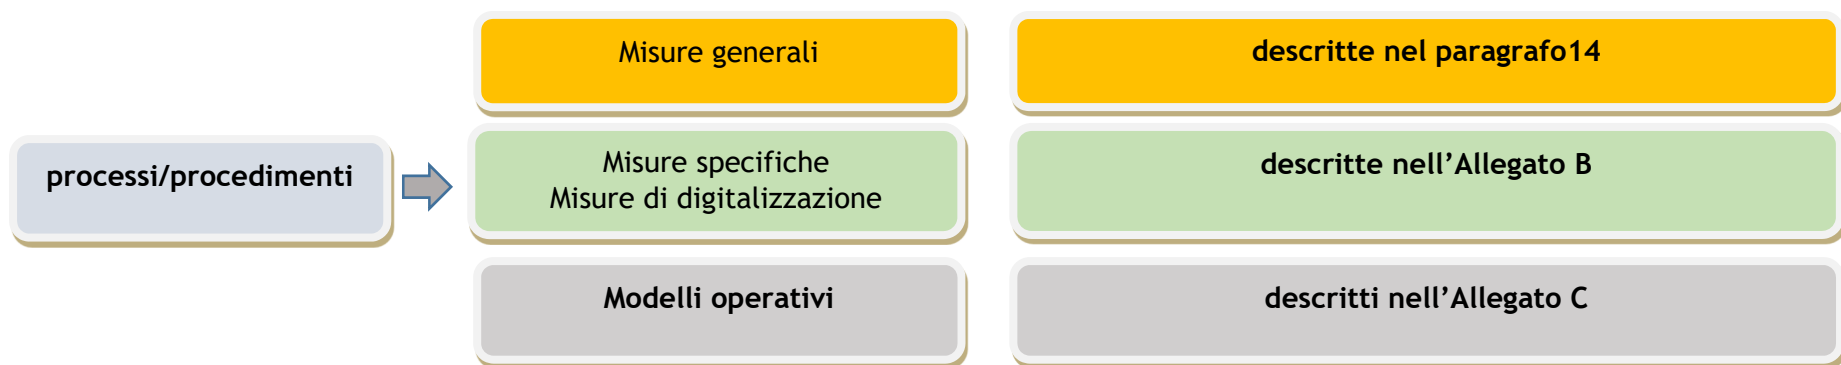 Misure generali
descritte nel paragrafo14
processi/procedimenti
Misure specifiche
Misure di digitalizzazione
descritte nell’Allegato B
Modelli operativi
descritti nell’Allegato C